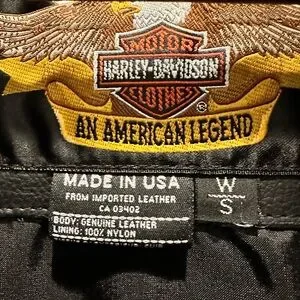 MOTOR
HARLEY-DAVIDSON
CLOTHES
®
AN AMERICAN LEGEND
MADE IN USA
FROM IMPORTED LEATHER
CA 03402
BODY: GENUINE LEATHER
LINING: 100% NYLON
W
S